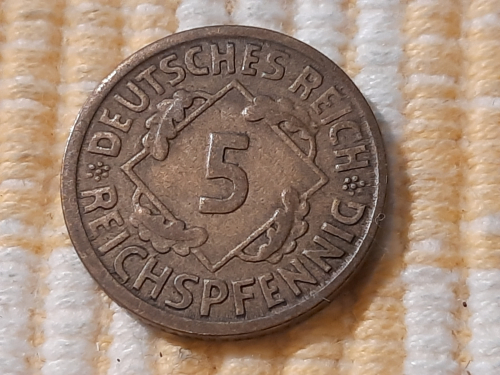 DEUTSCHES REICH
5
REICHSPFENNIG